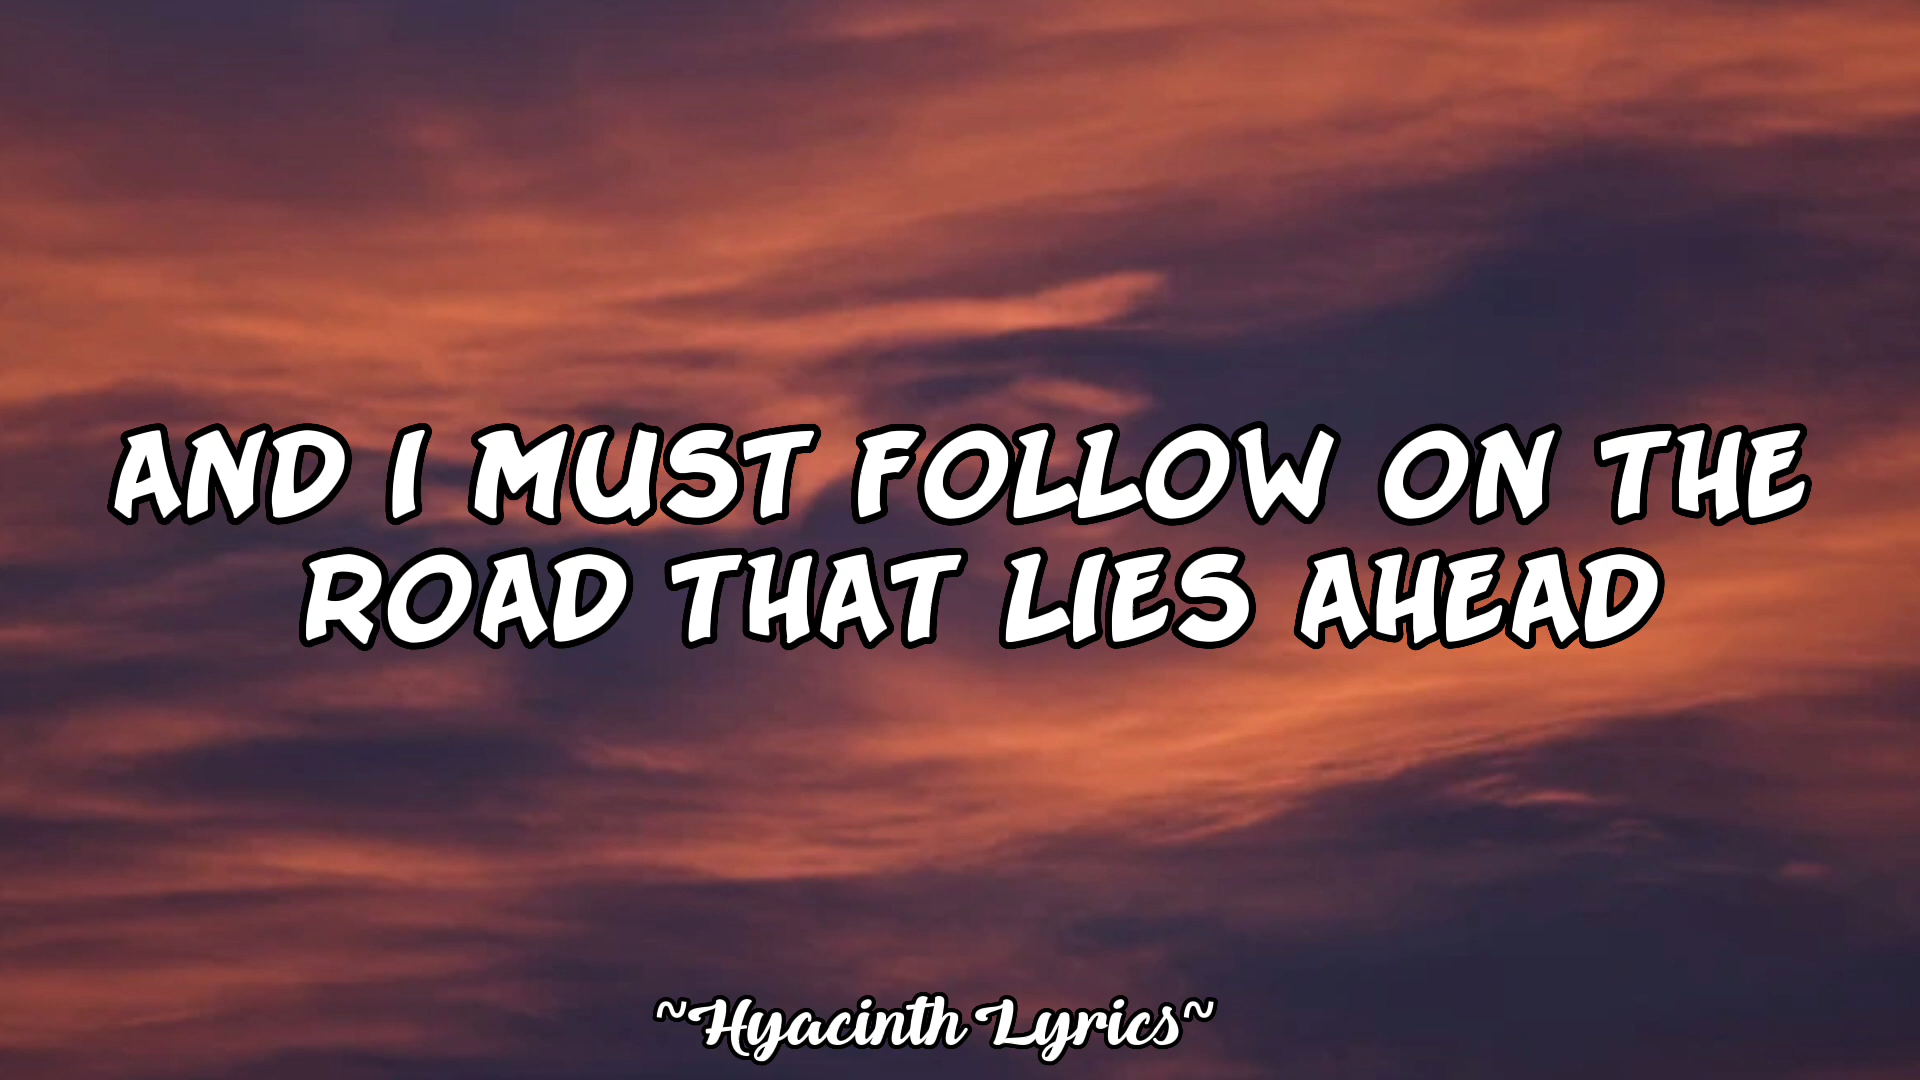 AND I MUST FOLLOW ON THE
ROAD THAT LIES AHEAD
~Hyacinth Lyrics~